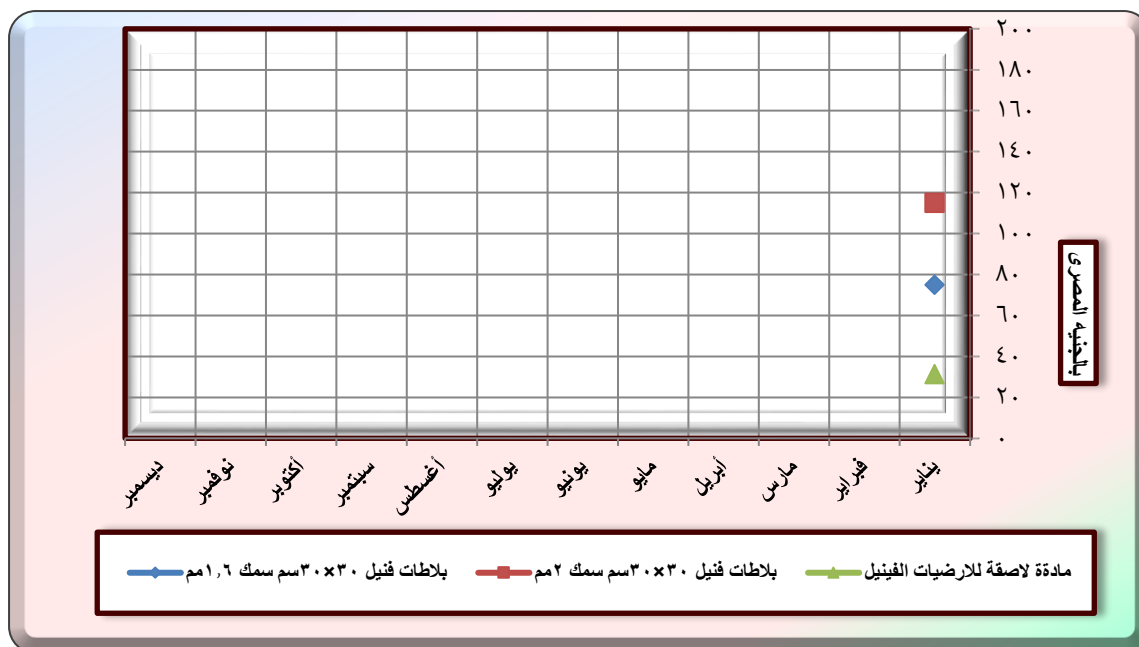 ٢٠٠
١٨٠
١٦٠
١٤٠
١٢٠
١٠٠
٨٠
٦٠
٤٠
٢٠
٠
بالجنيه المصرى
يناير
فبراير
مارس
أبريل
مايو
يونيو
يوليو
أغسطس
سبتمبر
أكتوبر
نوفمبر
ديسمبر
مادةة لاصقة للارضيات الفينيل
بلاطات فنيل ٣٠×٣٠سم سمك ٢مم
بلاطات فنيل ٣٠×٣٠سم سمك ١,٦مم